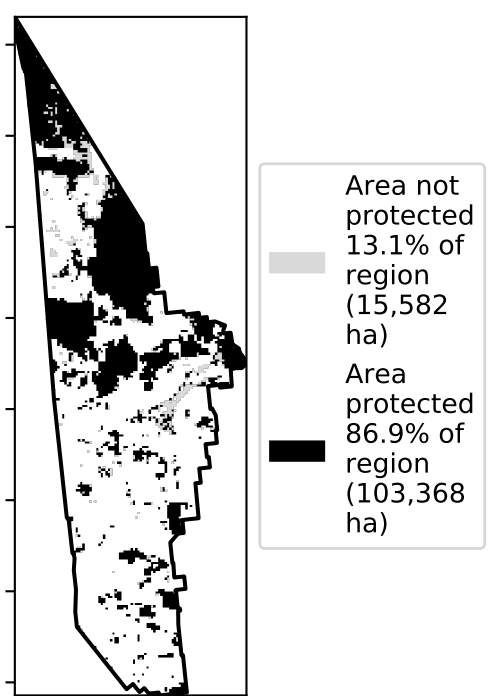 Area not
protected
13.1% of
region
(15,582
ha)
Area
protected
86.9% of
region
(103,368
ha)